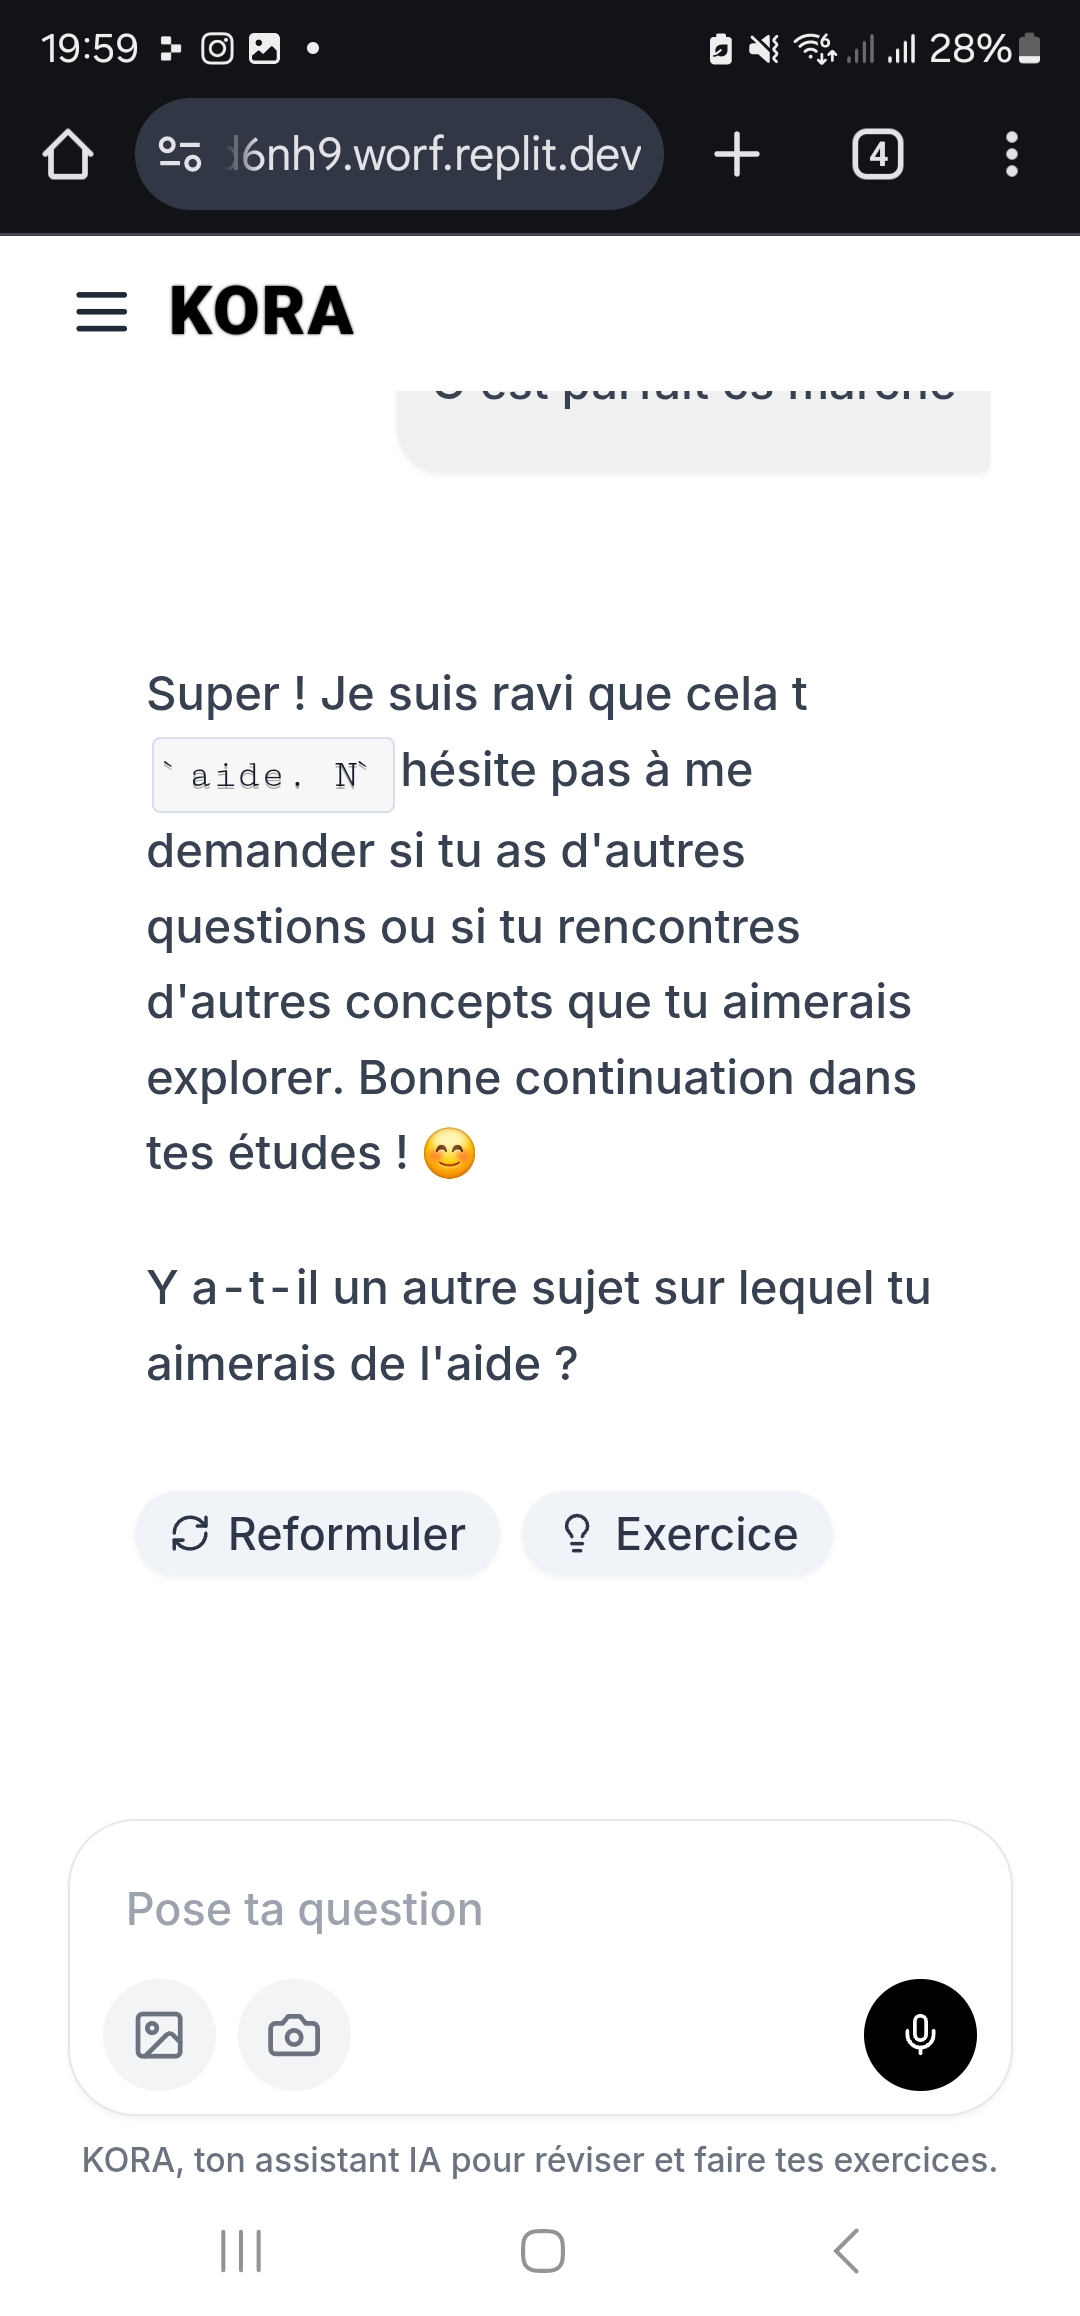 19:59
28%
d6nh9.worf.replit.dev
4
KORA
C'est parfait
Super ! Je suis ravi que cela t
` aide. N` hésite pas à me
demander si tu as d'autres
questions ou si tu rencontres
d'autres concepts que tu aimerais
explorer. Bonne continuation dans
tes études ! 😊
Y a-t-il un autre sujet sur lequel tu
aimerais de l'aide ?
Reformuler
Exercice
Pose ta question
KORA, ton assistant IA pour réviser et faire tes exercices.